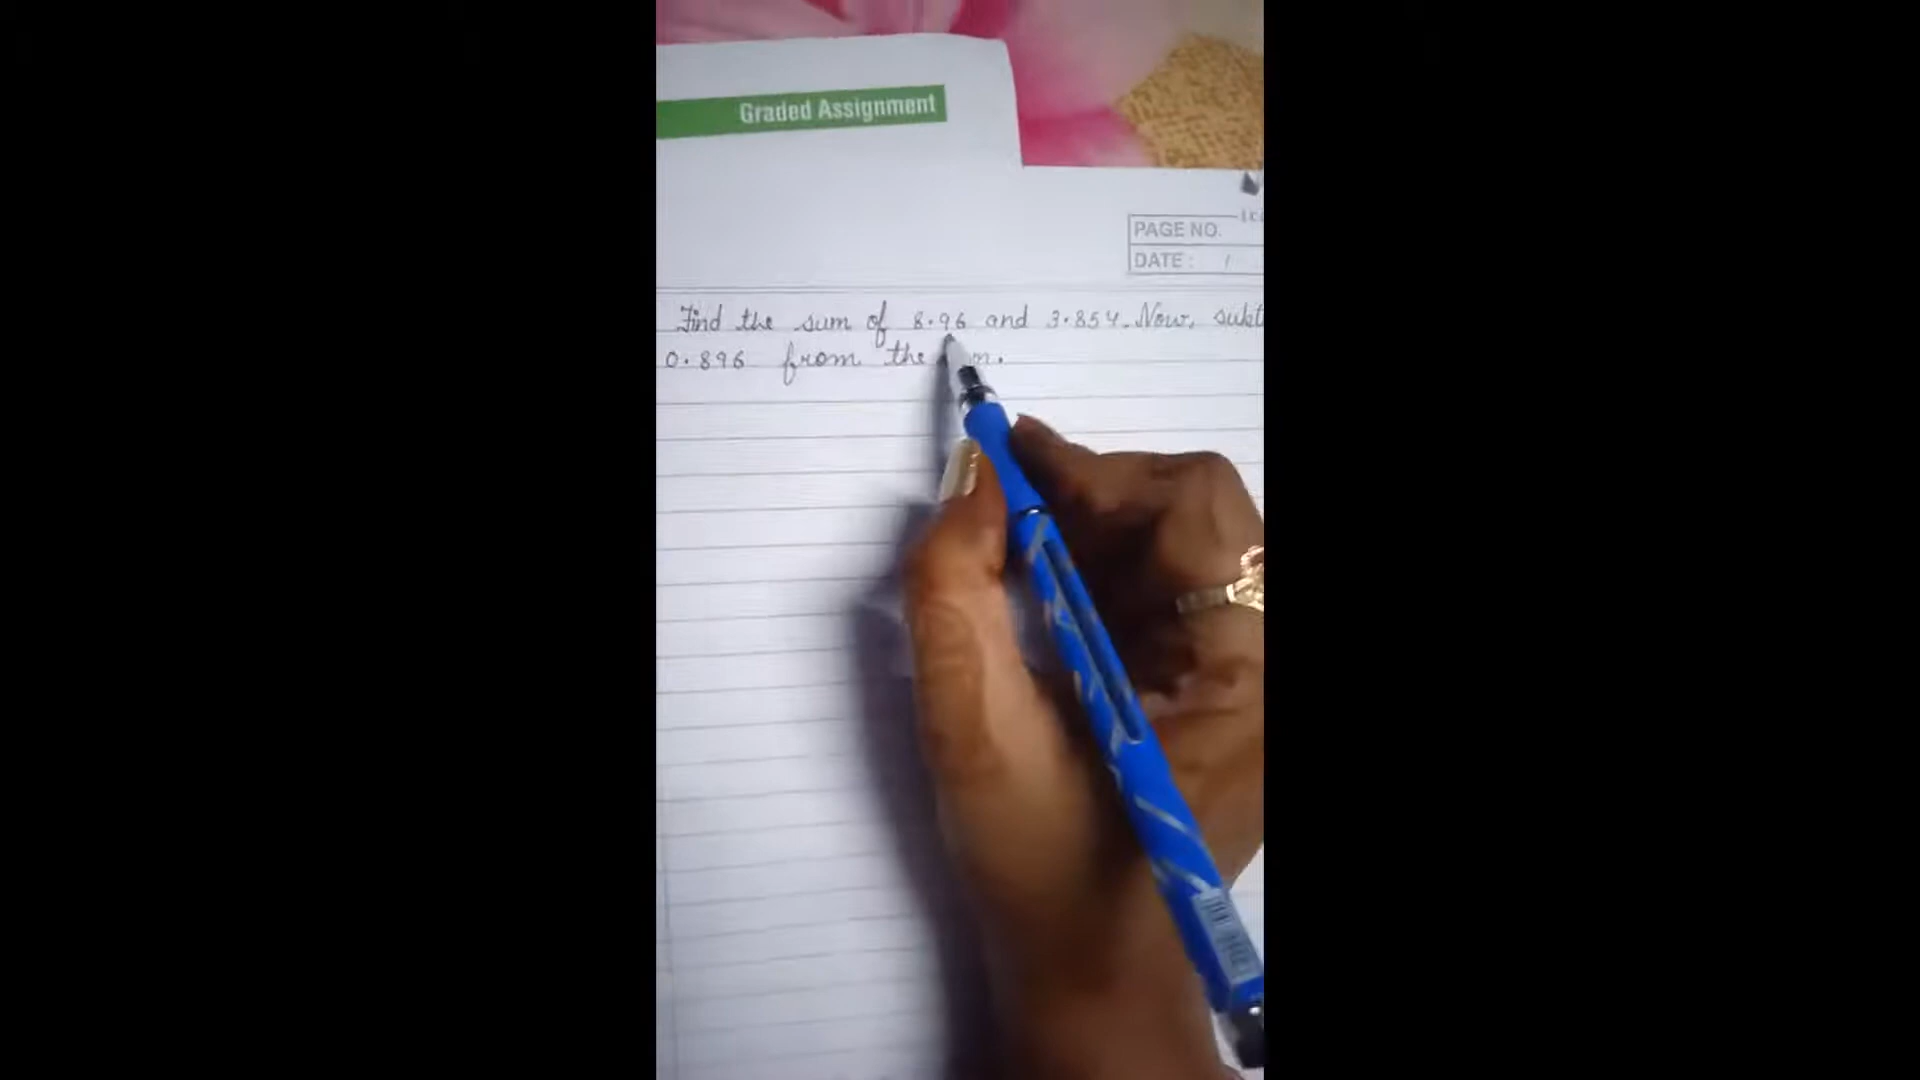 Graded Assignment
PAGE NO.
DATE : /
Find the sum of 8.96 and 3.854. Now,
0.896 from the